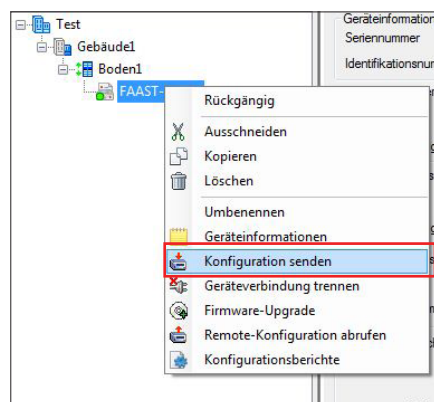 Test
Geräteinformation
Gebäude1
Seriennummer
Boden1
Identifikationsnu
FAAST-
Rückgängig
Ausschneiden
Kopieren
Löschen
Umbenennen
Geräteinformationen
Konfiguration senden
Geräteverbindung trennen
Firmware-Upgrade
Remote-Konfiguration abrufen
Konfigurationsberichte